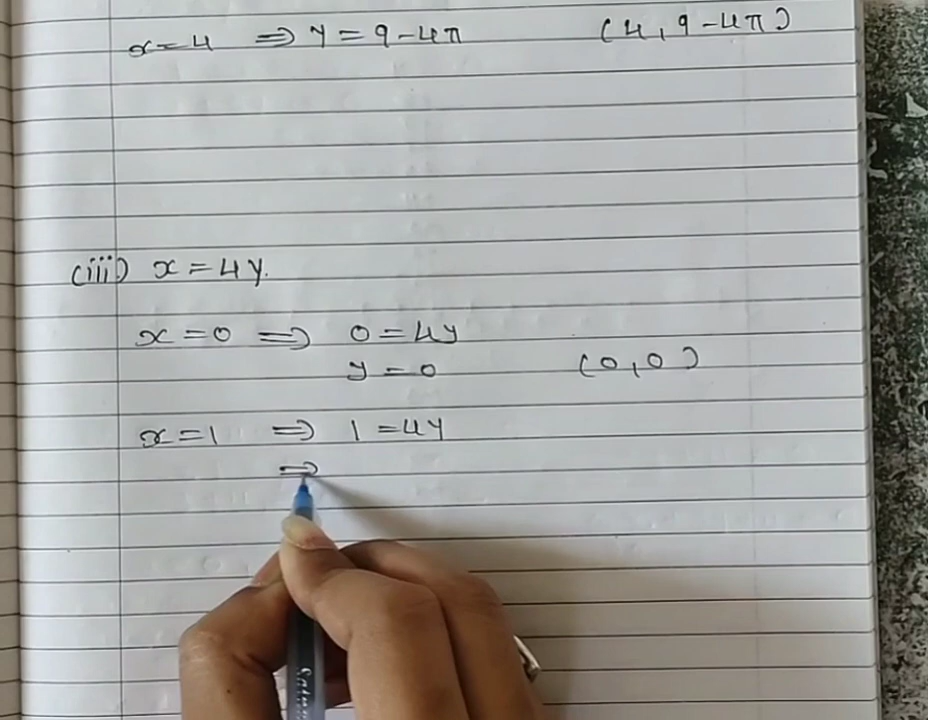 x=4 ⇒ y = 9-4π (4, 9-4π)
(iii) x = 4y.
x = 0 ⇒ 0 = 4y
y = 0 (0,0)
x=1 ⇒ 1 = 4y
⇒